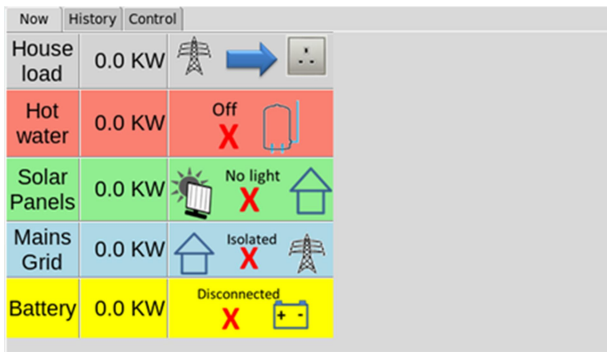 Now History Control
House load 0.0 KW
Hot water 0.0 KW Off
X
Solar Panels 0.0 KW No light
X
Mains Grid 0.0 KW Isolated
X
Battery 0.0 KW Disconnected
X + -